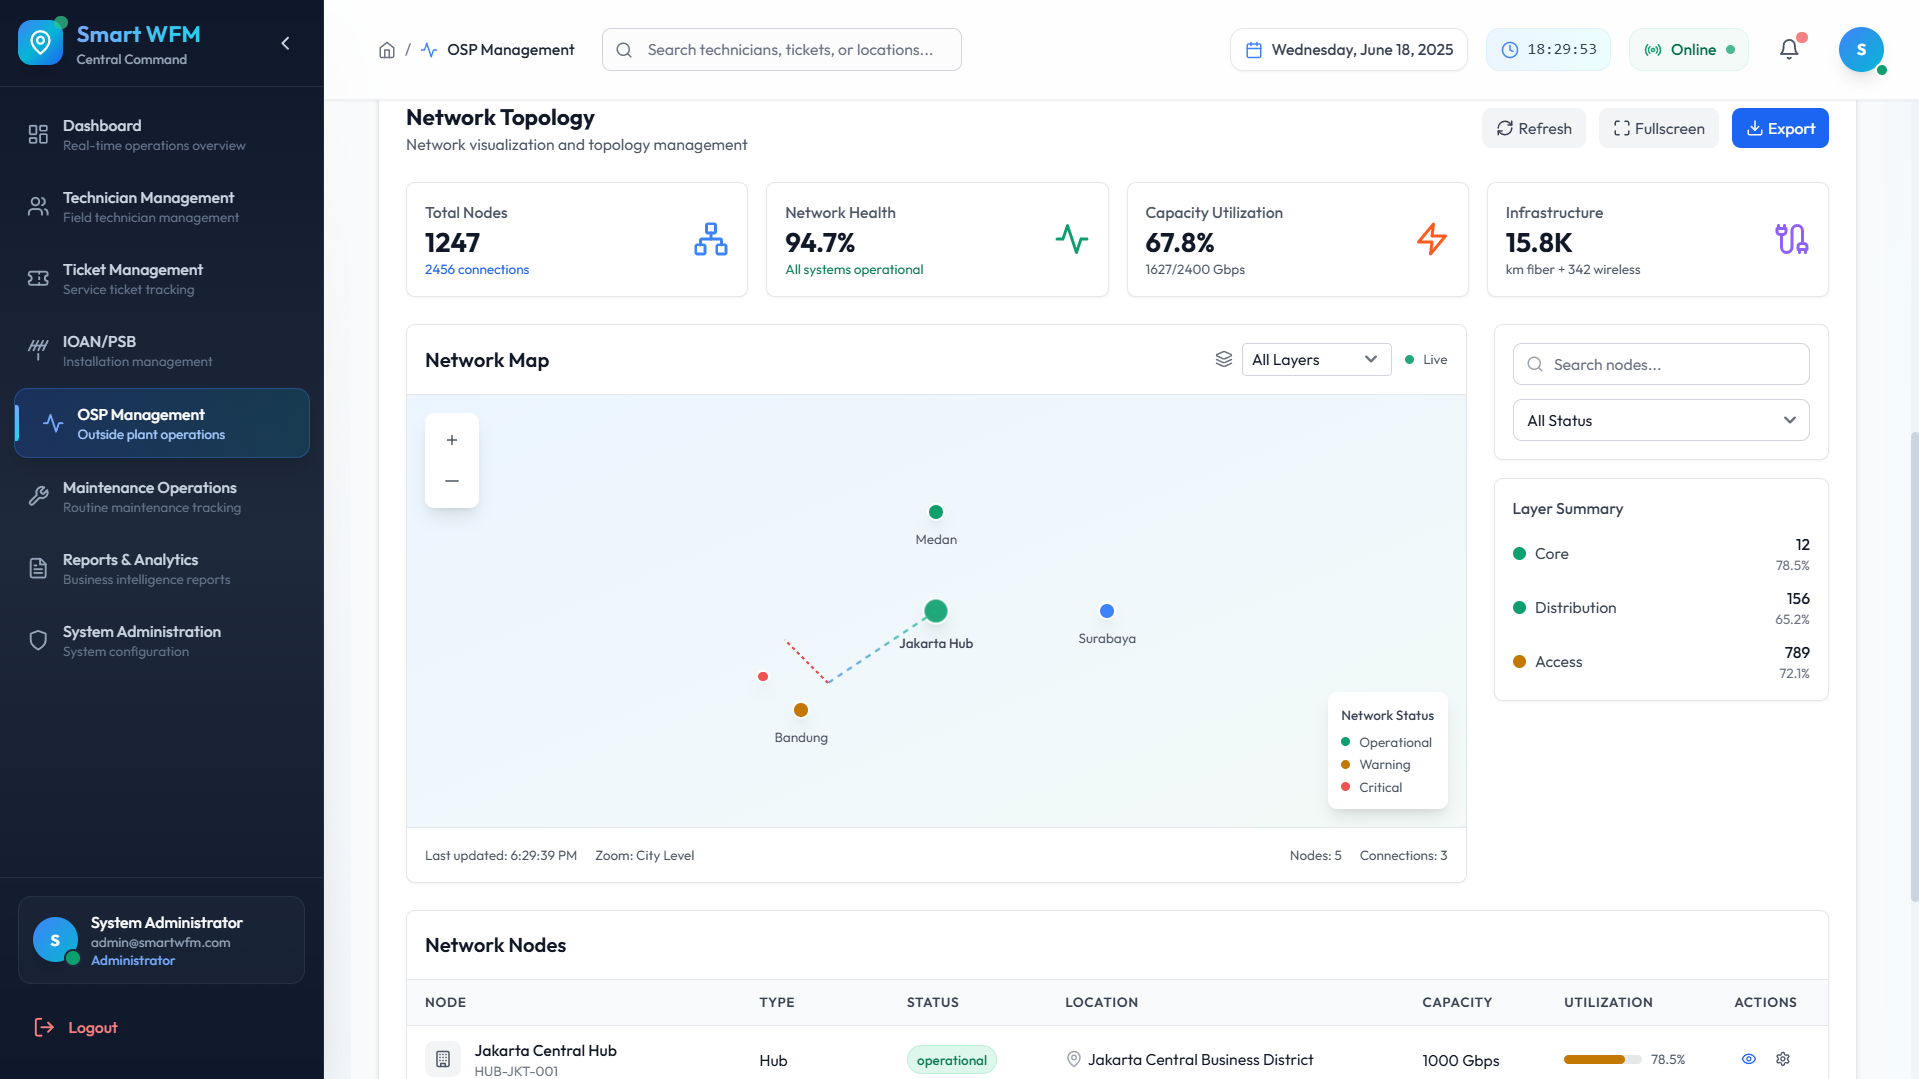 Smart WFM
Central Command
Dashboard
Real-time operations overview
Technician Management
Field technician management
Ticket Management
Service ticket tracking
IOAN/PSB
Installation management
OSP Management
Outside plant operations
Maintenance Operations
Routine maintenance tracking
Reports & Analytics
Business intelligence reports
System Administration
System configuration
S
System Administrator
admin@smartwfm.com
Administrator
Logout
/ OSP Management
Search technicians, tickets, or locations...
Wednesday, June 18, 2025
18:29:53
Online
S
Network Topology
Network visualization and topology management
Refresh
Fullscreen
Export
Total Nodes
1247
2456 connections
Network Health
94.7%
All systems operational
Capacity Utilization
67.8%
1627/2400 Gbps
Infrastructure
15.8K
km fiber + 342 wireless
Network Map
All Layers
Live
+
−
Medan
Jakarta Hub
Surabaya
Bandung
Network Status
Operational
Warning
Critical
Last updated: 6:29:39 PM
Zoom: City Level
Nodes: 5
Connections: 3
Search nodes...
All Status
Layer Summary
Core
12
78.5%
Distribution
156
65.2%
Access
789
72.1%
Network Nodes
NODE TYPE STATUS LOCATION CAPACITY UTILIZATION ACTIONS
Jakarta Central Hub
HUB-JKT-001
Hub
operational
Jakarta Central Business District
1000 Gbps
78.5%